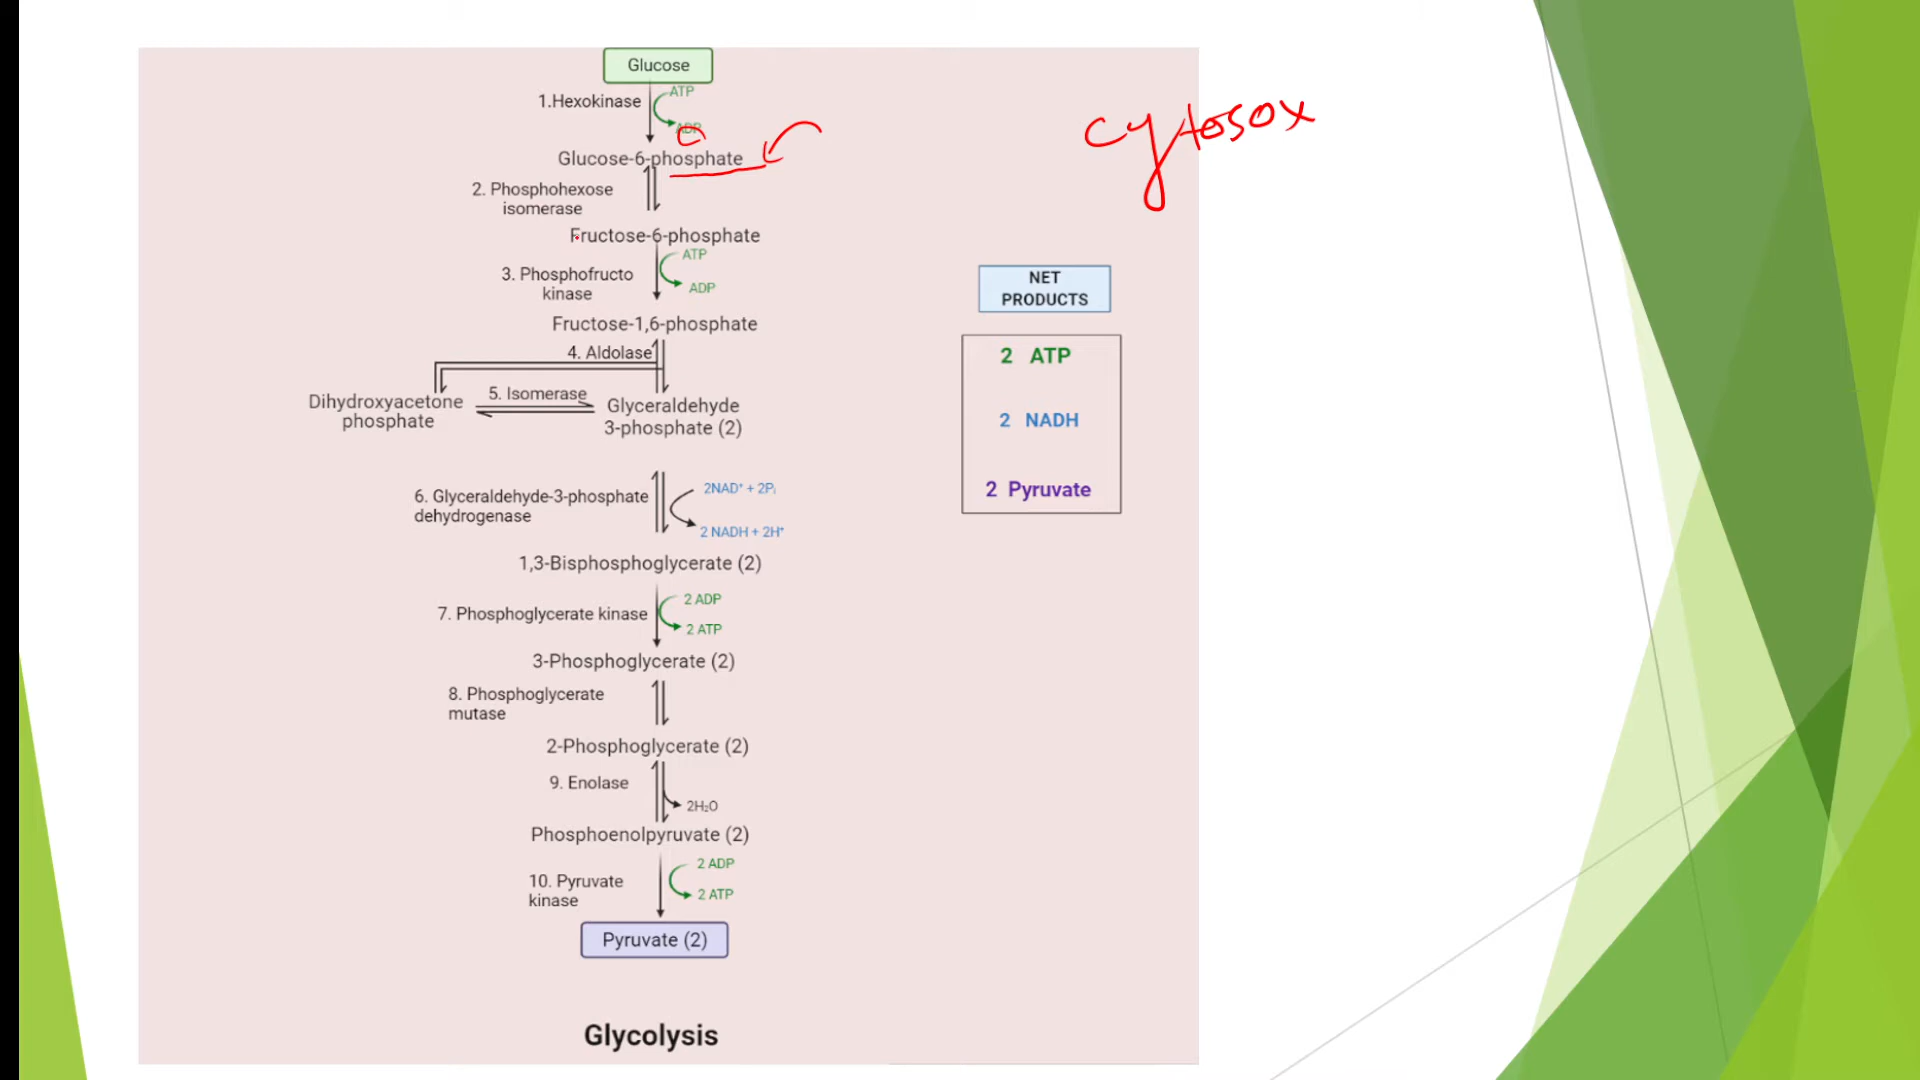 Glucose
1.Hexokinase
ATP
ADP
Glucose-6-phosphate
cytosox
2. Phosphohexose
isomerase
Fructose-6-phosphate
3. Phosphofructo
kinase
ATP
ADP
Fructose-1,6-phosphate
4. Aldolase
Dihydroxyacetone
phosphate
5. Isomerase
Glyceraldehyde
3-phosphate (2)
6. Glyceraldehyde-3-phosphate
dehydrogenase
2NAD⁺ + 2Pᵢ
2 NADH + 2H⁺
1,3-Bisphosphoglycerate (2)
7. Phosphoglycerate kinase
2 ADP
2 ATP
3-Phosphoglycerate (2)
8. Phosphoglycerate
mutase
2-Phosphoglycerate (2)
9. Enolase
2H₂O
Phosphoenolpyruvate (2)
10. Pyruvate
kinase
2 ADP
2 ATP
Pyruvate (2)
Glycolysis
NET
PRODUCTS
2 ATP
2 NADH
2 Pyruvate